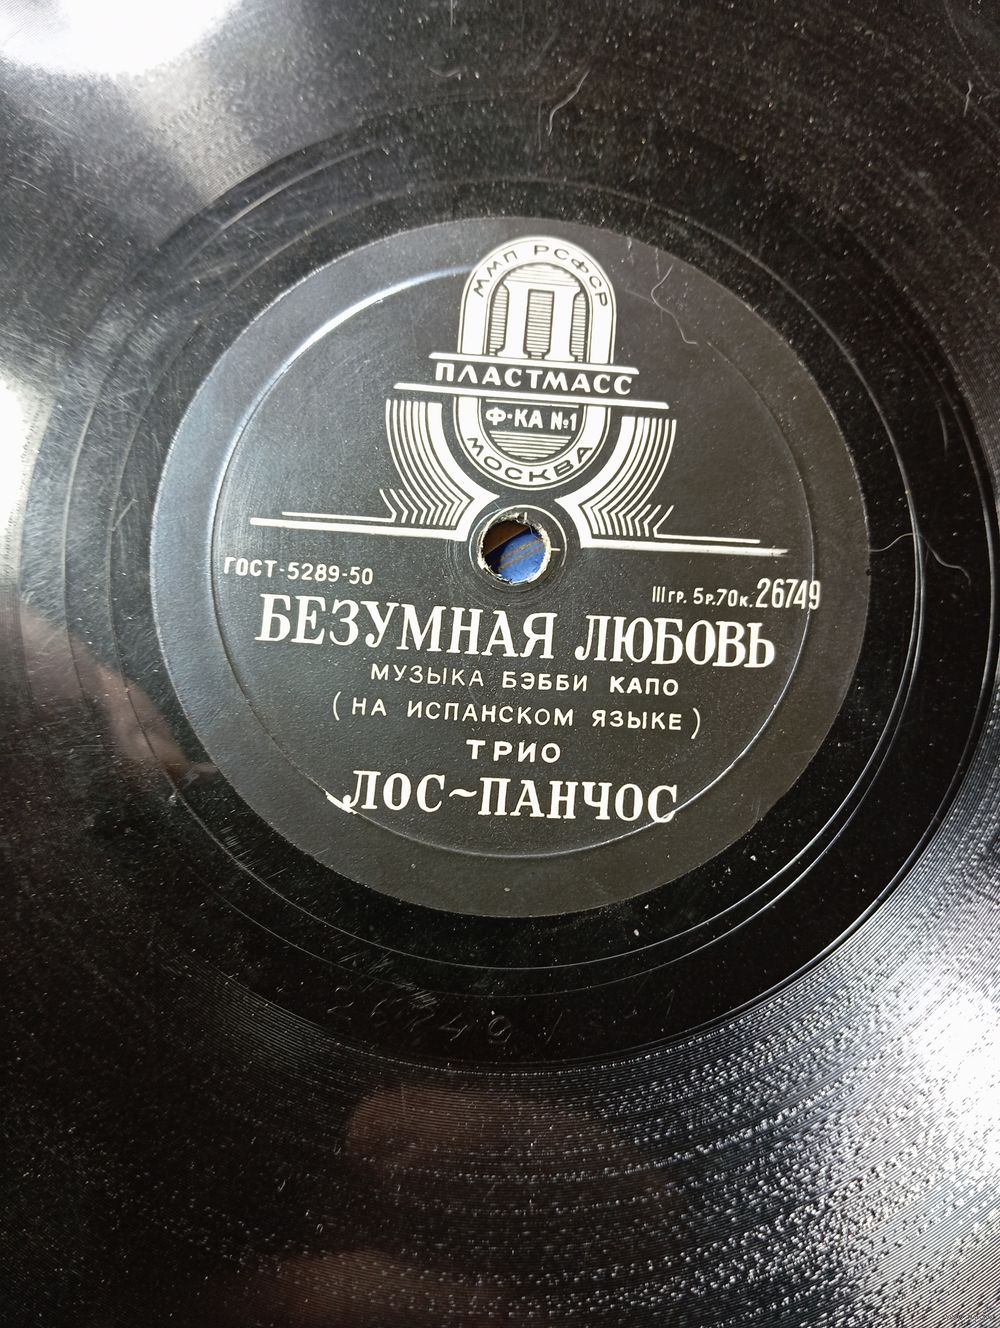 ММП РСФСР
П
ПЛАСТМАСС
Ф-КА №1
МОСКВА
ГОСТ-5289-50
III гр. 5р.70к. 26749
БЕЗУМНАЯ ЛЮБОВЬ
МУЗЫКА БЭББИ КАПО
(НА ИСПАНСКОМ ЯЗЫКЕ)
ТРИО
ЛОС~ПАНЧОС
26749